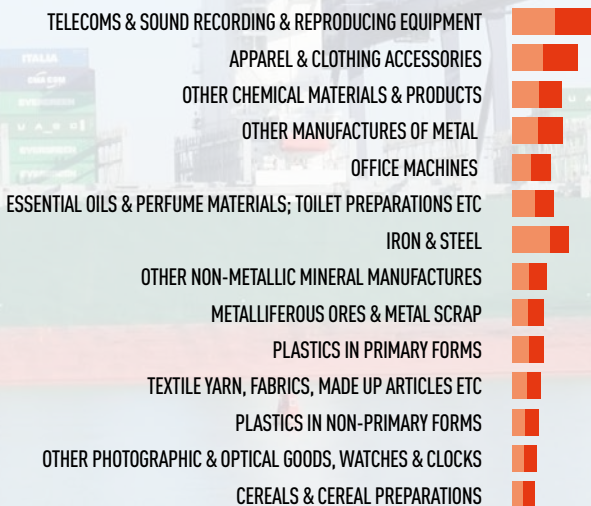 TELECOMS & SOUND RECORDING & REPRODUCING EQUIPMENT
APPAREL & CLOTHING ACCESSORIES
ITALIA
OTHER CHEMICAL MATERIALS & PRODUCTS
EVERGREEN
OTHER MANUFACTURES OF METAL
EVERGREEN
OFFICE MACHINES
ESSENTIAL OILS & PERFUME MATERIALS; TOILET PREPARATIONS ETC
IRON & STEEL
OTHER NON-METALLIC MINERAL MANUFACTURES
METALLIFEROUS ORES & METAL SCRAP
PLASTICS IN PRIMARY FORMS
TEXTILE YARN, FABRICS, MADE UP ARTICLES ETC
PLASTICS IN NON-PRIMARY FORMS
OTHER PHOTOGRAPHIC & OPTICAL GOODS, WATCHES & CLOCKS
CEREALS & CEREAL PREPARATIONS